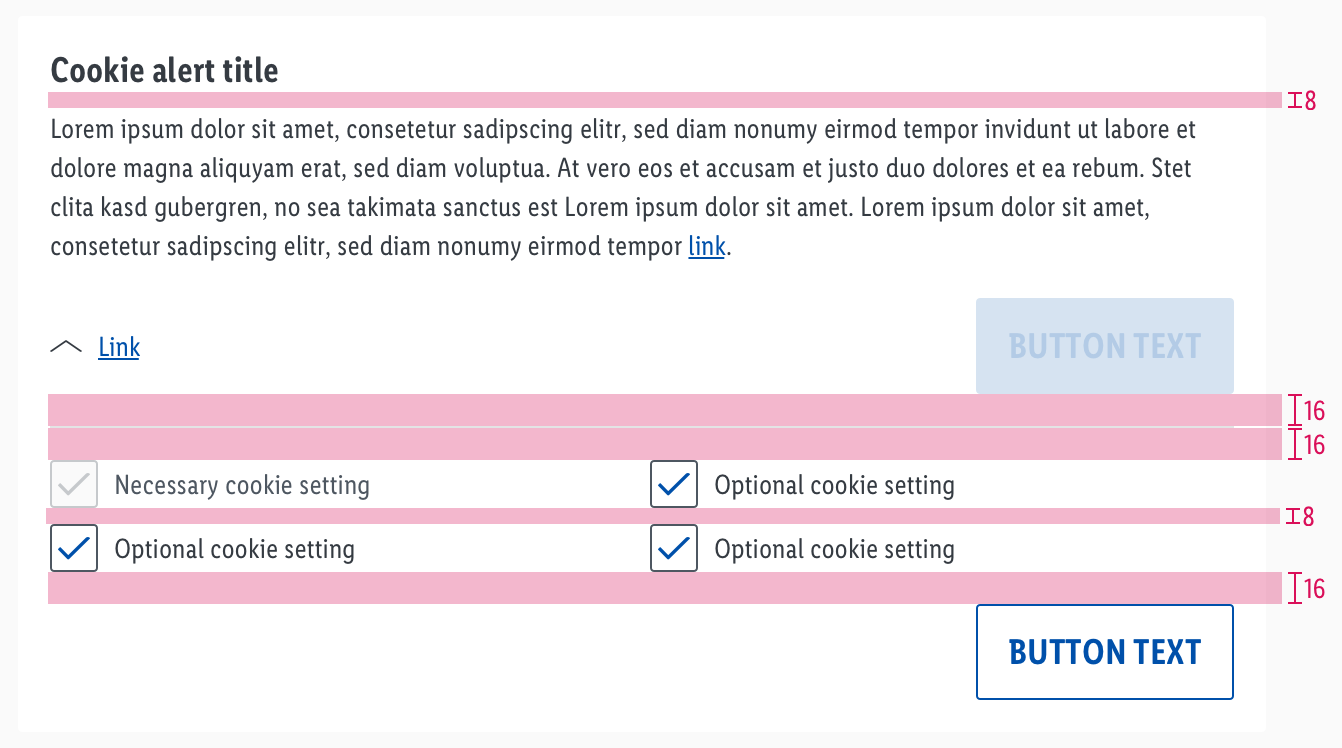 Cookie alert title
8
Lorem ipsum dolor sit amet, consetetur sadipscing elitr, sed diam nonumy eirmod tempor invidunt ut labore et
dolore magna aliquyam erat, sed diam voluptua. At vero eos et accusam et justo duo dolores et ea rebum. Stet
clita kasd gubergren, no sea takimata sanctus est Lorem ipsum dolor sit amet. Lorem ipsum dolor sit amet,
consetetur sadipscing elitr, sed diam nonumy eirmod tempor link.
Link
BUTTON TEXT
16
16
Necessary cookie setting
Optional cookie setting
8
Optional cookie setting
Optional cookie setting
16
BUTTON TEXT